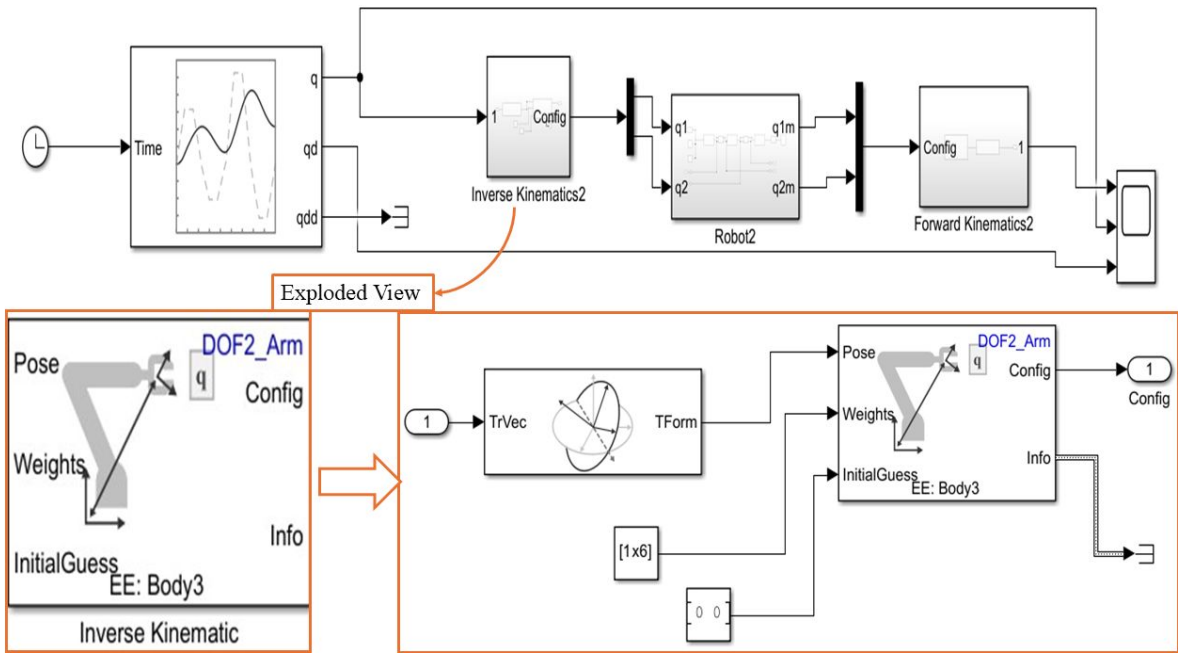 Time
q
qd
qdd
1
Config
Inverse Kinematics2
q1
q2
q1m
q2m
Robot2
Config
1
Forward Kinematics2
Exploded View
Pose
DOF2_Arm
q
Config
Weights
Info
InitialGuess
EE: Body3
Inverse Kinematic
1
TrVec
TForm
[1x6]
0 0
Pose
DOF2_Arm
q
Config
Weights
Info
InitialGuess
EE: Body3
1
Config